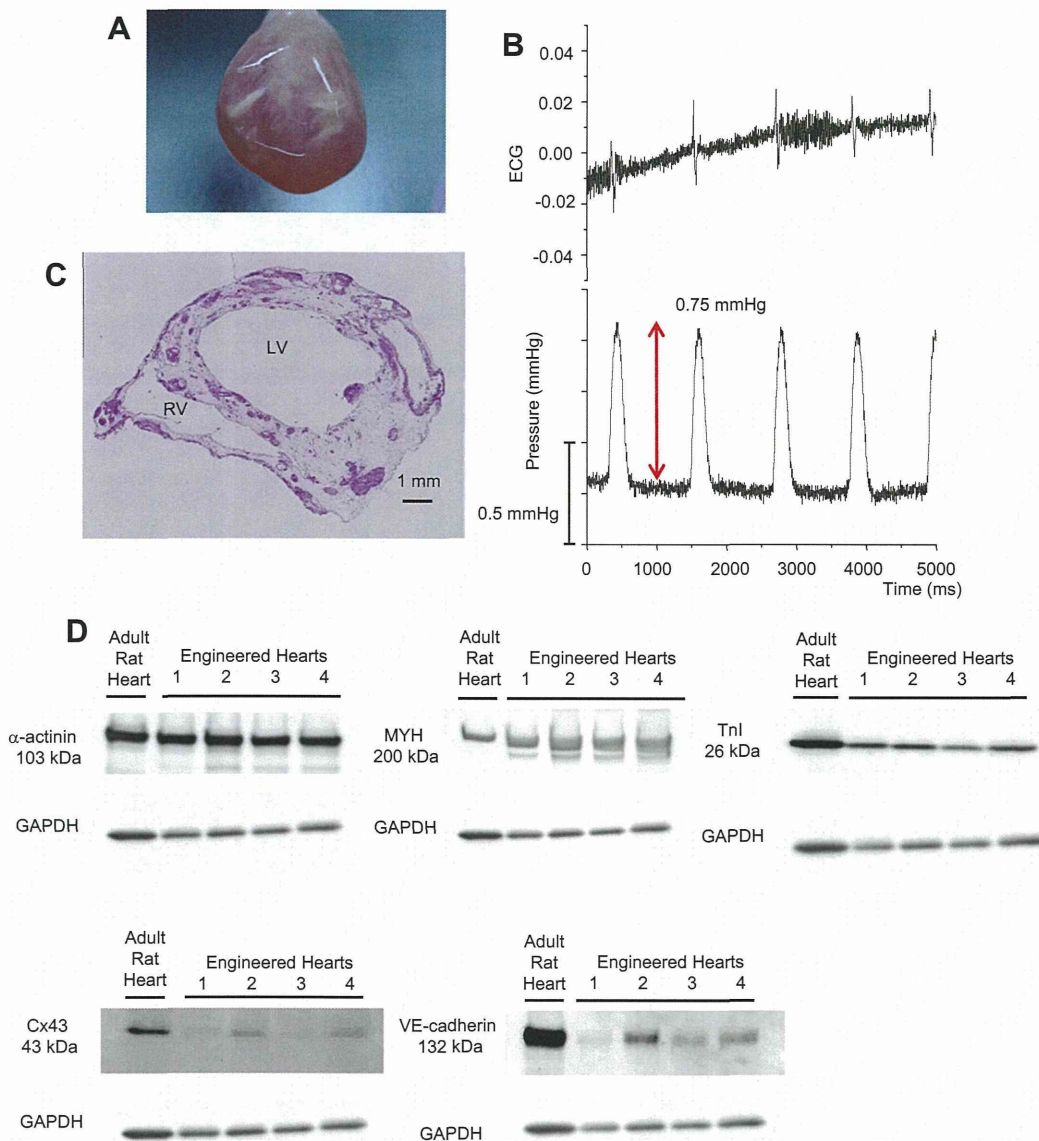 A
B
ECG
0.04
0.02
0.00
-0.02
-0.04
0.75 mmHg
Pressure (mmHg)
0.5 mmHg
0 1000 2000 3000 4000 5000
Time (ms)
C
LV
RV
1 mm
D
Adult
Rat
Heart
Engineered Hearts
1 2 3 4
α-actinin
103 kDa
GAPDH
Adult
Rat
Heart
Engineered Hearts
1 2 3 4
MYH
200 kDa
GAPDH
Adult
Rat
Heart
Engineered Hearts
1 2 3 4
TnI
26 kDa
GAPDH
Adult
Rat
Heart
Engineered Hearts
1 2 3 4
Cx43
43 kDa
GAPDH
Adult
Rat
Heart
Engineered Hearts
1 2 3 4
VE-cadherin
132 kDa
GAPDH